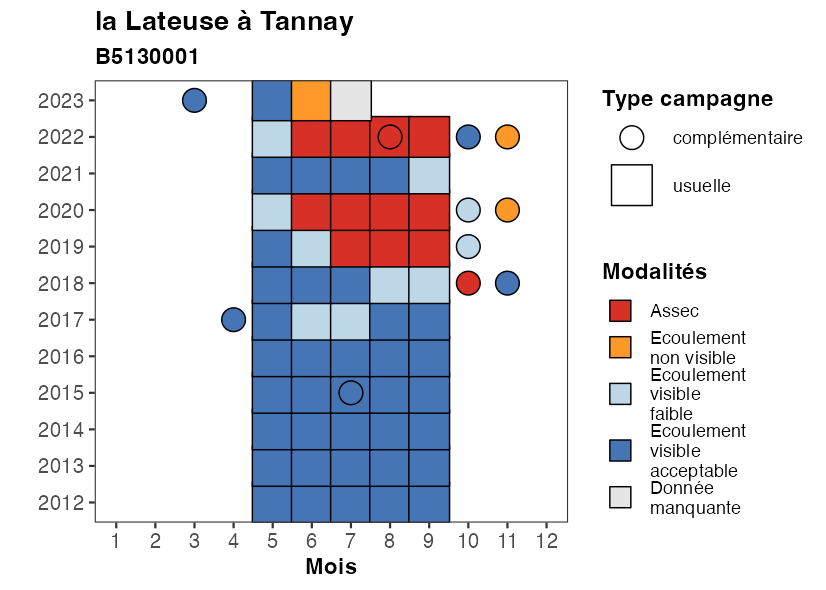 la Lateuse à Tannay
B5130001
2023
2022
2021
2020
2019
2018
2017
2016
2015
2014
2013
2012
1 2 3 4 5 6 7 8 9 10 11 12
Mois
Type campagne
complémentaire
usuelle
Modalités
Assec
Ecoulement
non visible
Ecoulement
visible
faible
Ecoulement
visible
acceptable
Donnée
manquante